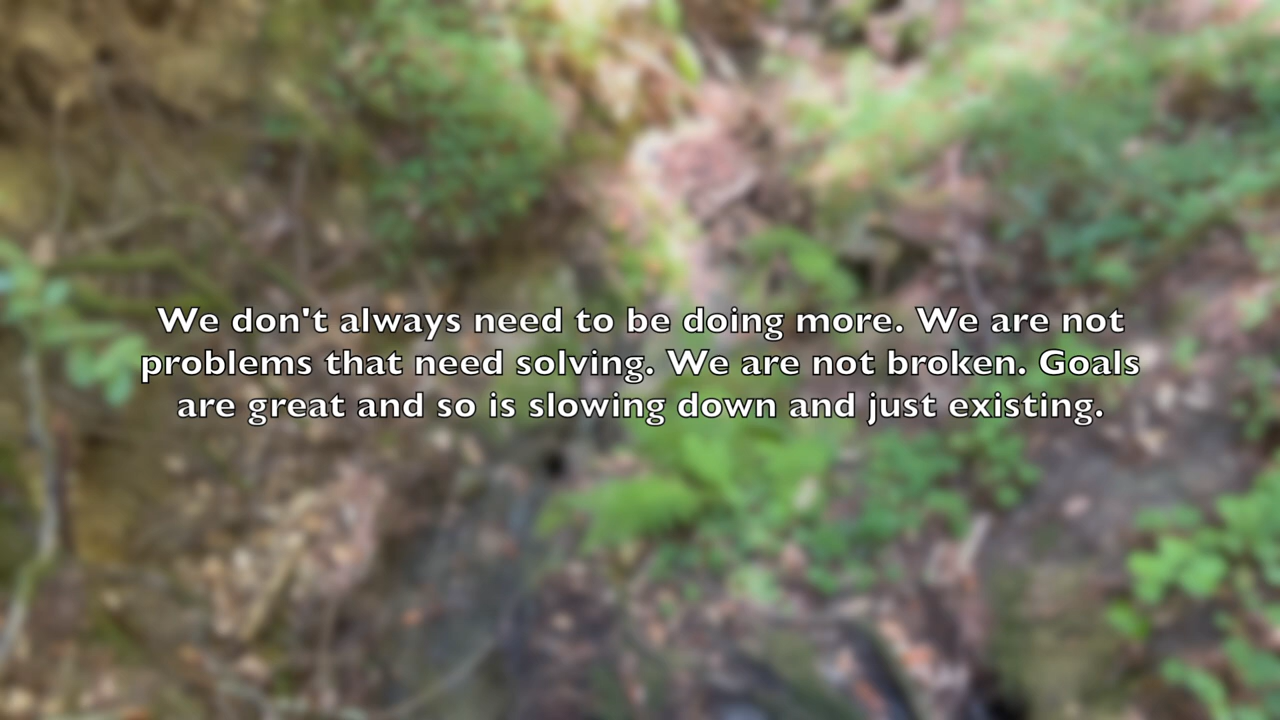 We don't always need to be doing more. We are not
problems that need solving. We are not broken. Goals
are great and so is slowing down and just existing.